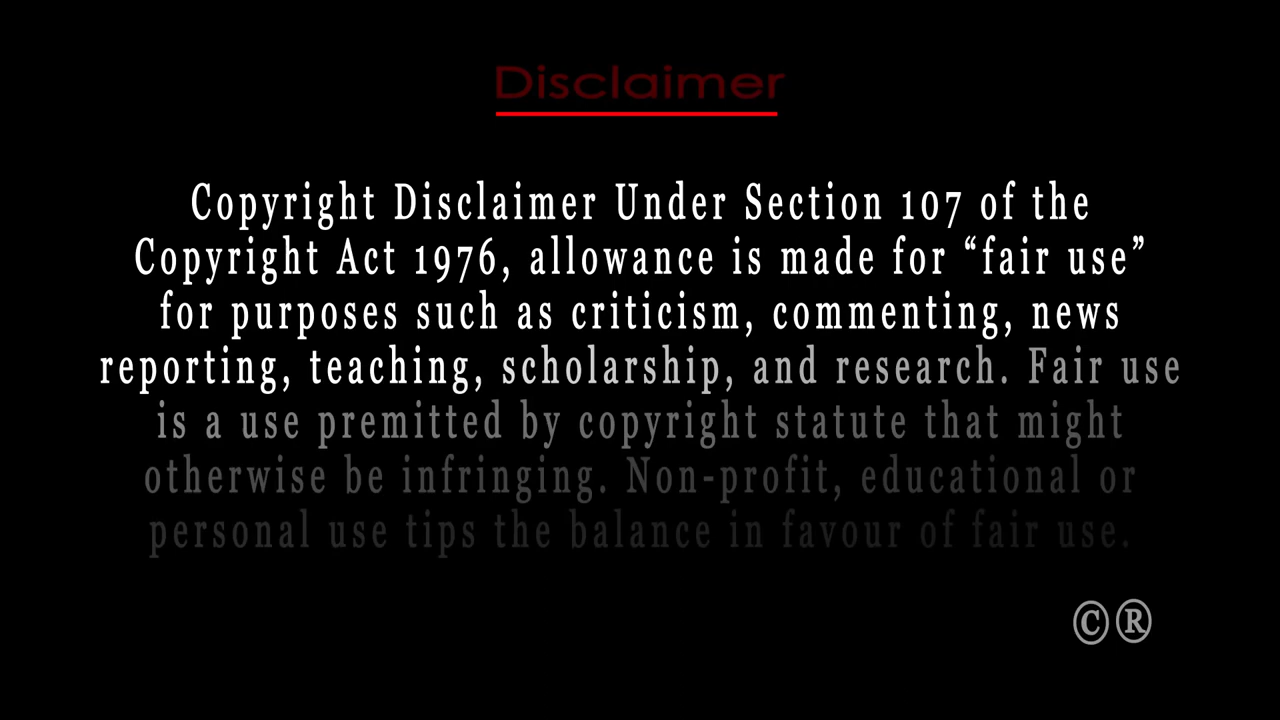 Disclaimer
Copyright Disclaimer Under Section 107 of the
Copyright Act 1976, allowance is made for “fair use”
for purposes such as criticism, commenting, news
reporting, teaching, scholarship, and research. Fair use
is a use premitted by copyright statute that might
otherwise be infringing. Non-profit, educational or
personal use tips the balance in favour of fair use.
©®